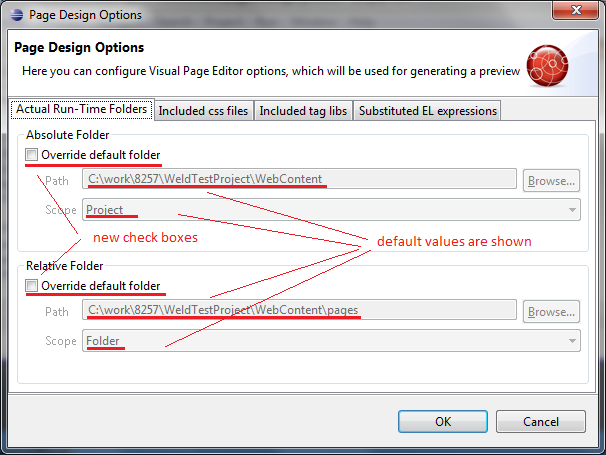 Page Design Options
Page Design Options
Here you can configure Visual Page Editor options, which will be used for generating a preview
Actual Run-Time Folders Included css files Included tag libs Substituted EL expressions
Absolute Folder
Override default folder
Path C:\work\8257\WeldTestProject\WebContent Browse...
Scope Project
new check boxes default values are shown
Relative Folder
Override default folder
Path C:\work\8257\WeldTestProject\WebContent\pages Browse...
Scope Folder
OK Cancel